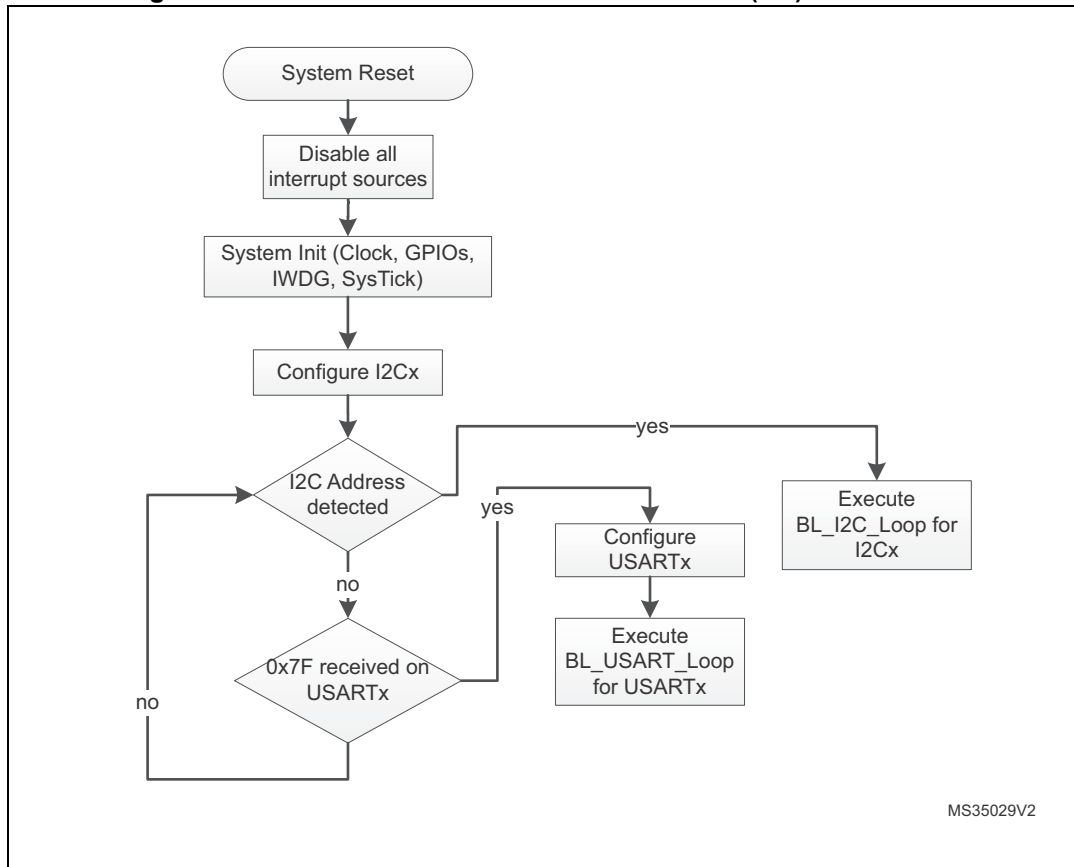 System Reset
Disable all
interrupt sources
System Init (Clock, GPIOs,
IWDG, SysTick)
Configure I2Cx
yes
I2C Address
detected
yes
Execute
BL_I2C_Loop for
I2Cx
Configure
USARTx
no
Execute
BL_USART_Loop
for USARTx
0x7F received on
USARTx
no
MS35029V2